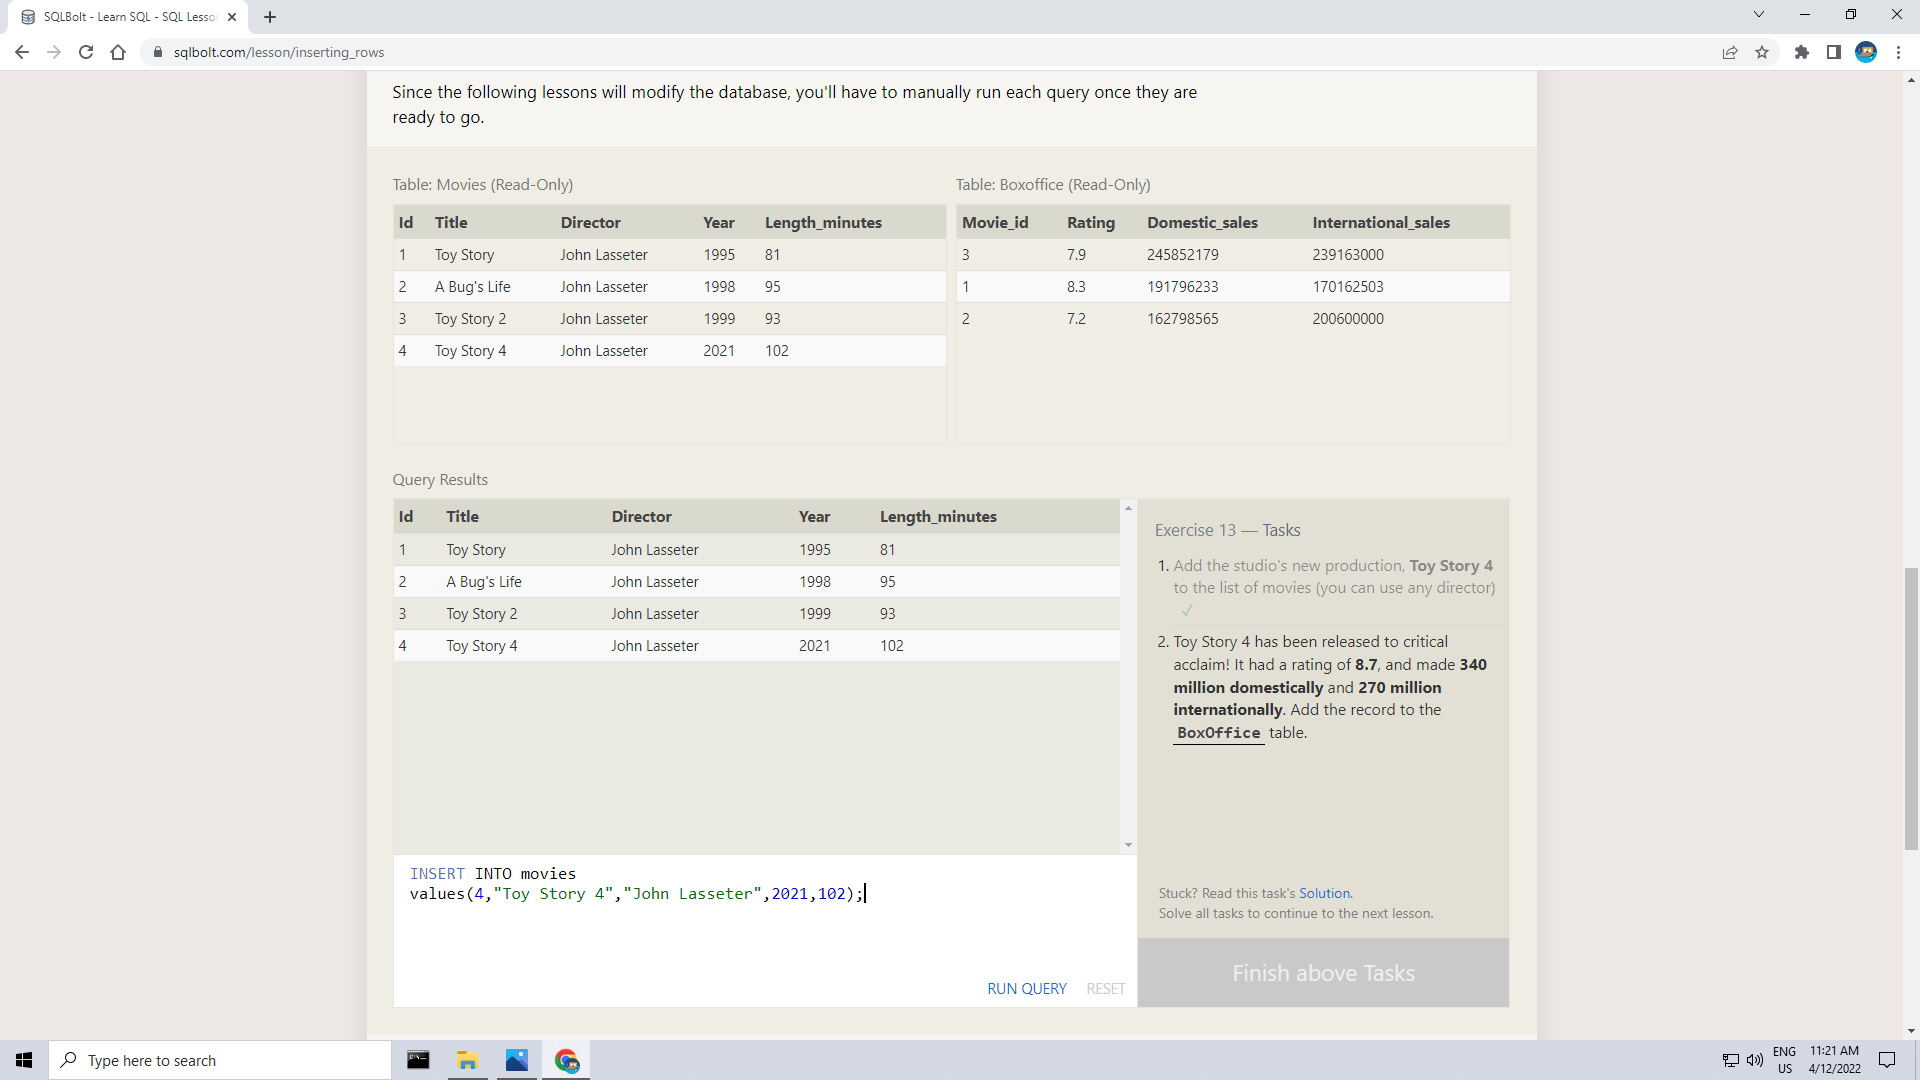 SQLBolt - Learn SQL - SQL Lesso
sqlbolt.com/lesson/inserting_rows
Since the following lessons will modify the database, you'll have to manually run each query once they are
ready to go.
Table: Movies (Read-Only)
Id Title Director Year Length_minutes
1 Toy Story John Lasseter 1995 81
2 A Bug's Life John Lasseter 1998 95
3 Toy Story 2 John Lasseter 1999 93
4 Toy Story 4 John Lasseter 2021 102
Table: Boxoffice (Read-Only)
Movie_id Rating Domestic_sales International_sales
3 7.9 245852179 239163000
1 8.3 191796233 170162503
2 7.2 162798565 200600000
Query Results
Id Title Director Year Length_minutes
1 Toy Story John Lasseter 1995 81
2 A Bug's Life John Lasseter 1998 95
3 Toy Story 2 John Lasseter 1999 93
4 Toy Story 4 John Lasseter 2021 102
INSERT INTO movies
values(4,"Toy Story 4","John Lasseter",2021,102);
RUN QUERY RESET
Exercise 13 — Tasks
1. Add the studio's new production, Toy Story 4
to the list of movies (you can use any director)
✓
2. Toy Story 4 has been released to critical
acclaim! It had a rating of 8.7, and made 340
million domestically and 270 million
internationally. Add the record to the
BoxOffice table.
Stuck? Read this task's Solution.
Solve all tasks to continue to the next lesson.
Finish above Tasks
Type here to search
ENG
US
11:21 AM
4/12/2022